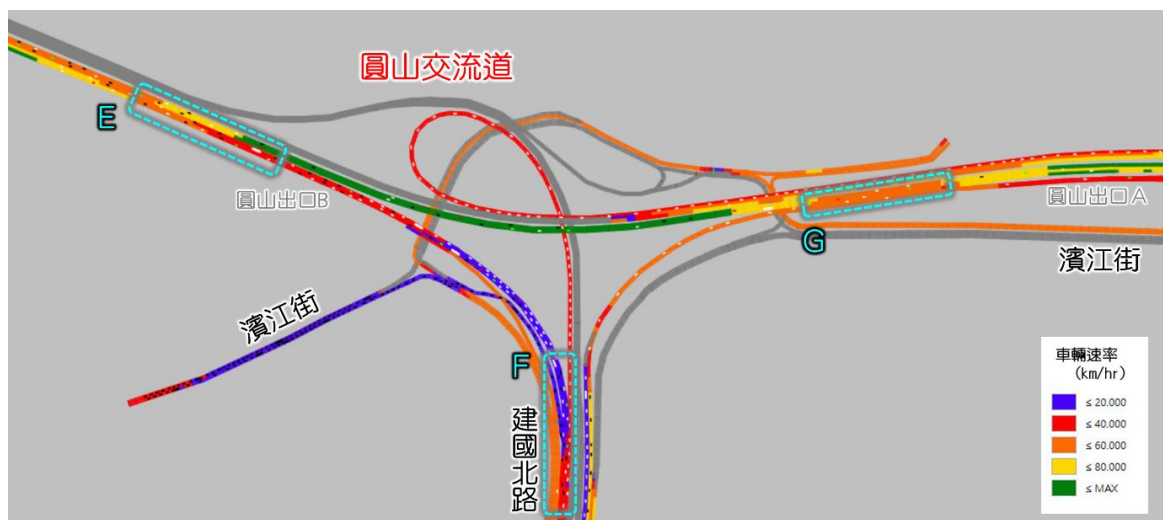 圓山交流道
E
圓山出口B
圓山出口A
G
濱江街
濱江街
F
建國北路
車輛速率
(km/hr)
≤ 20.000
≤ 40.000
≤ 60.000
≤ 80.000
≤ MAX